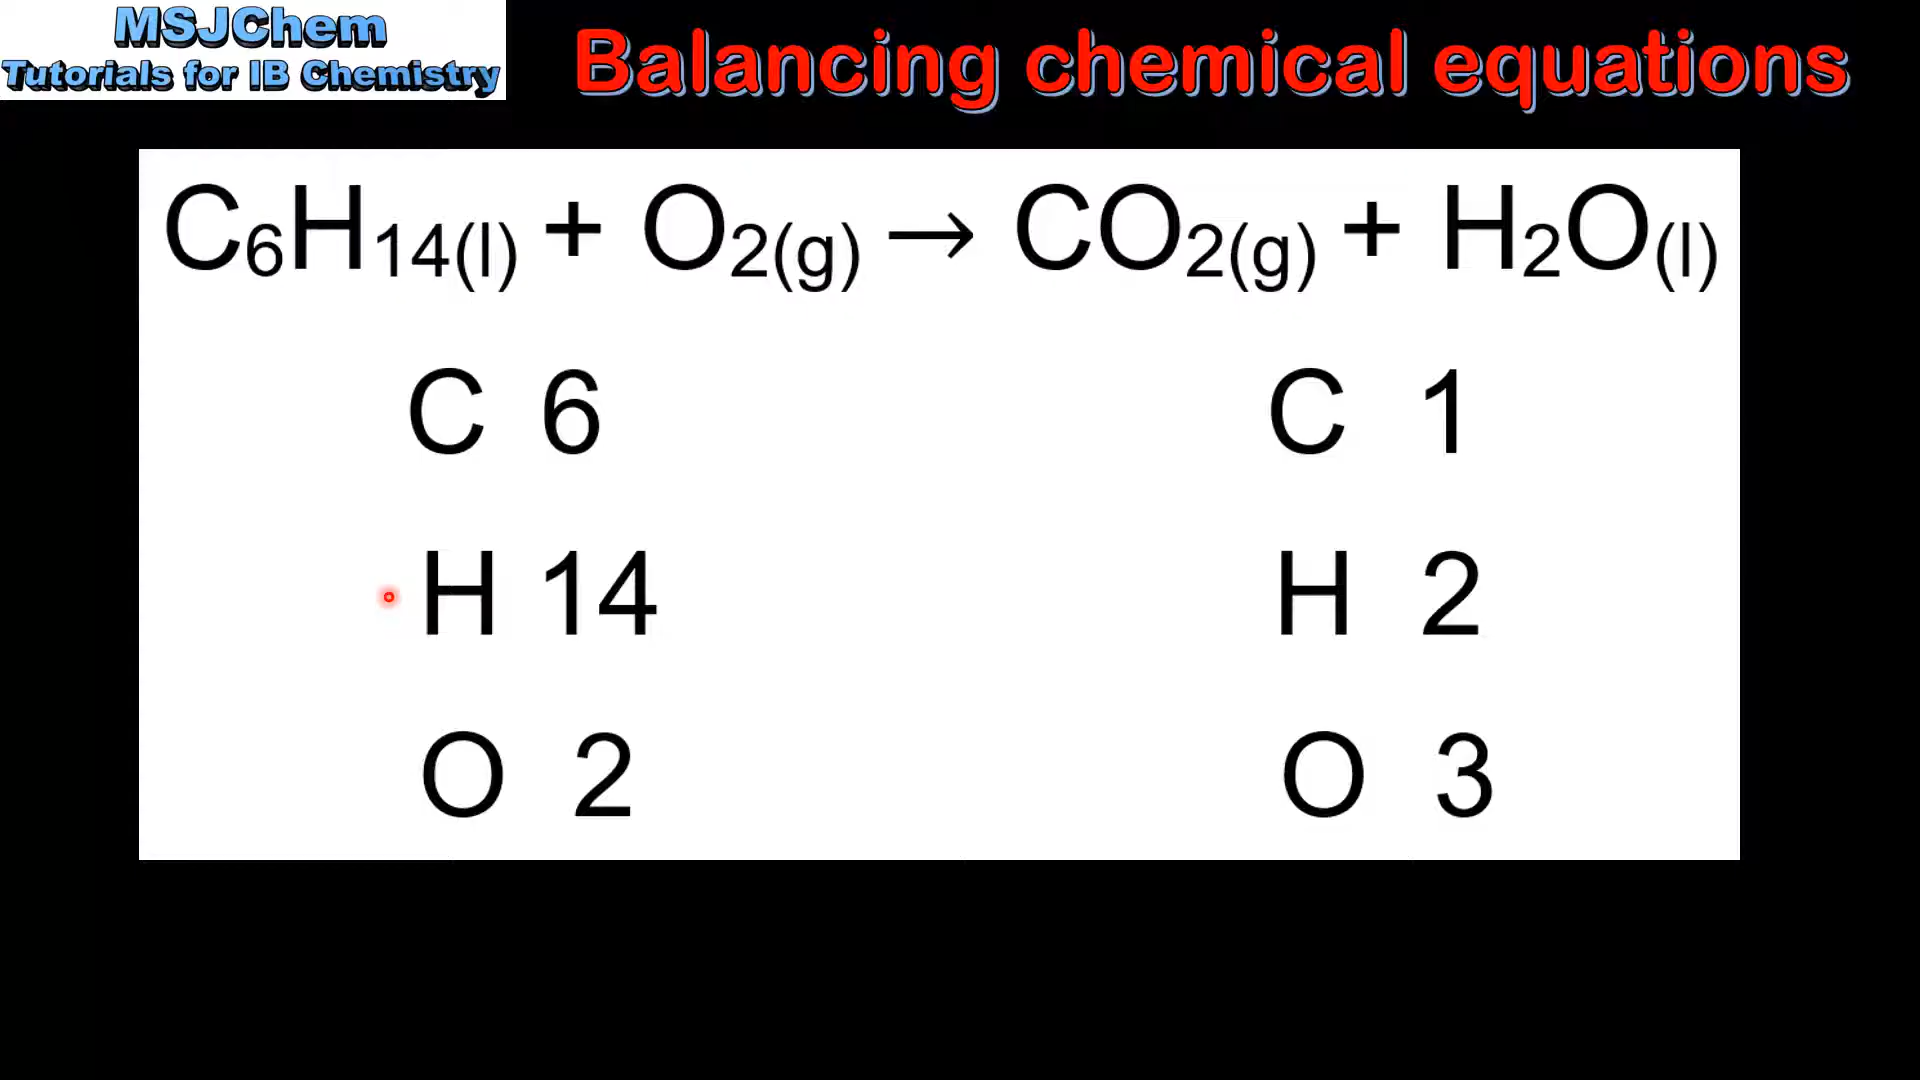 MSJChem
Tutorials for IB Chemistry
Balancing chemical equations
C₆H₁₄(l) + O₂(g) → CO₂(g) + H₂O(l)
C 6 C 1
H 14 H 2
O 2 O 3